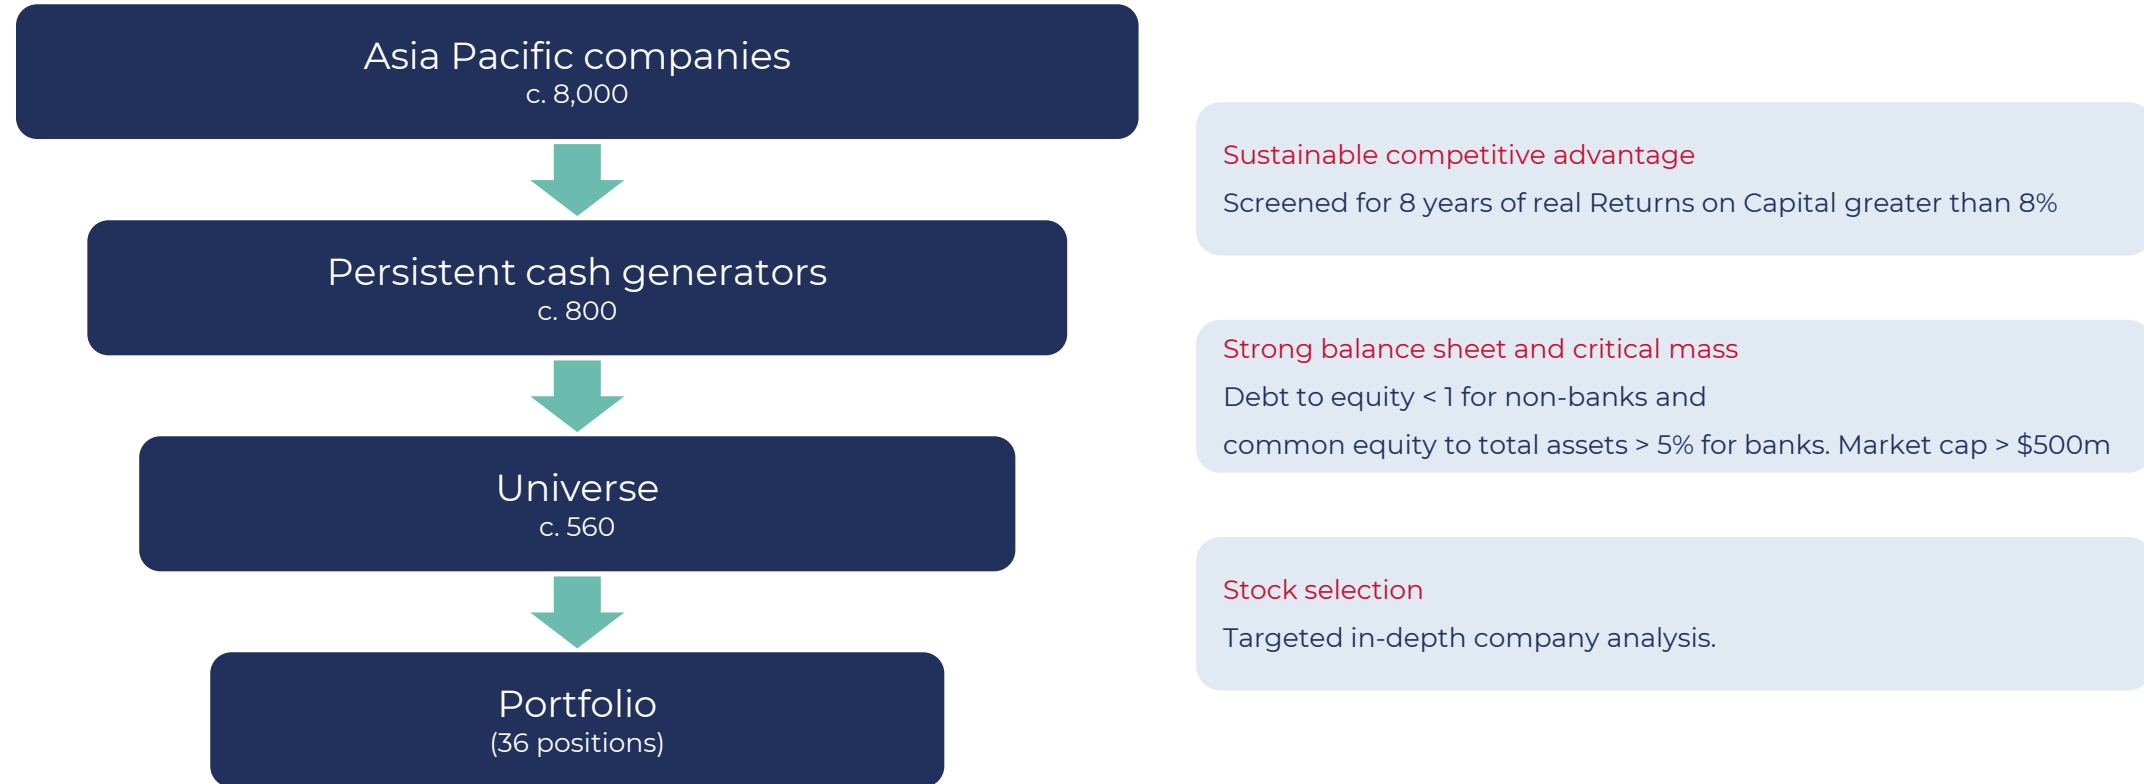 Asia Pacific companies
c. 8,000
Sustainable competitive advantage
Screened for 8 years of real Returns on Capital greater than 8%
Persistent cash generators
c. 800
Strong balance sheet and critical mass
Debt to equity < 1 for non-banks and
common equity to total assets > 5% for banks. Market cap > $500m
Universe
c. 560
Stock selection
Targeted in-depth company analysis.
Portfolio
(36 positions)